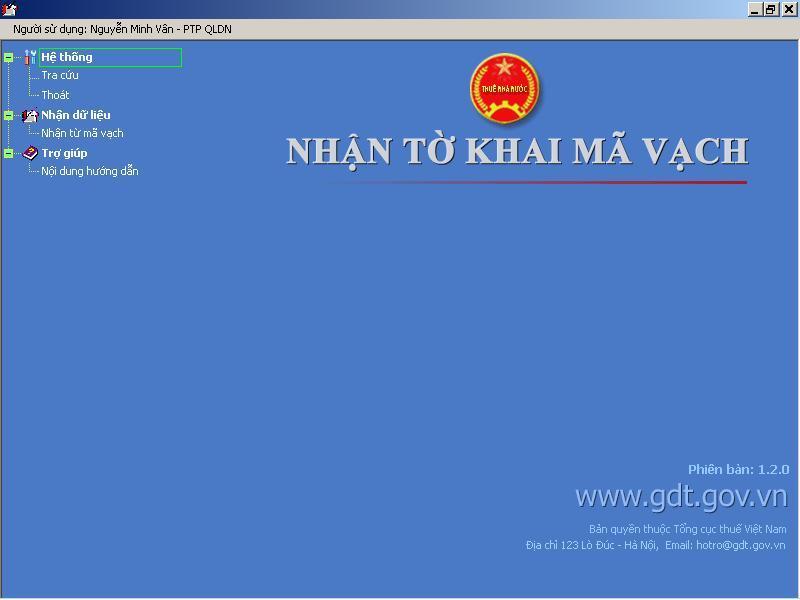 Người sử dụng: Nguyễn Minh Vân - PTP QLDN
Hệ thống
Tra cứu
Thoát
Nhận dữ liệu
Nhận từ mã vạch
Trợ giúp
Nội dung hướng dẫn
THUẾ NHÀ NƯỚC
NHẬN TỜ KHAI MÃ VẠCH
Phiên bản: 1.2.0
www.gdt.gov.vn
Bản quyền thuộc Tổng cục thuế Việt Nam
Địa chỉ 123 Lò Đúc - Hà Nội, Email: hotro@gdt.gov.vn